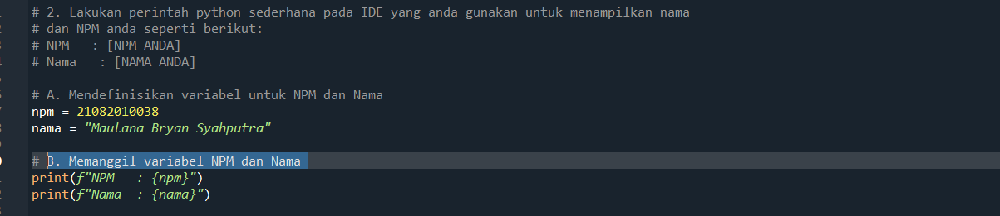 # 2. Lakukan perintah python sederhana pada IDE yang anda gunakan untuk menampilkan nama
# dan NPM anda seperti berikut:
# NPM   : [NPM ANDA]
# Nama   : [NAMA ANDA]
# A. Mendefinisikan variabel untuk NPM dan Nama
npm = 21082010038
nama = "Maulana Bryan Syahputra"
# B. Memanggil variabel NPM dan Nama
print(f"NPM   : {npm}")
print(f"Nama  : {nama}")